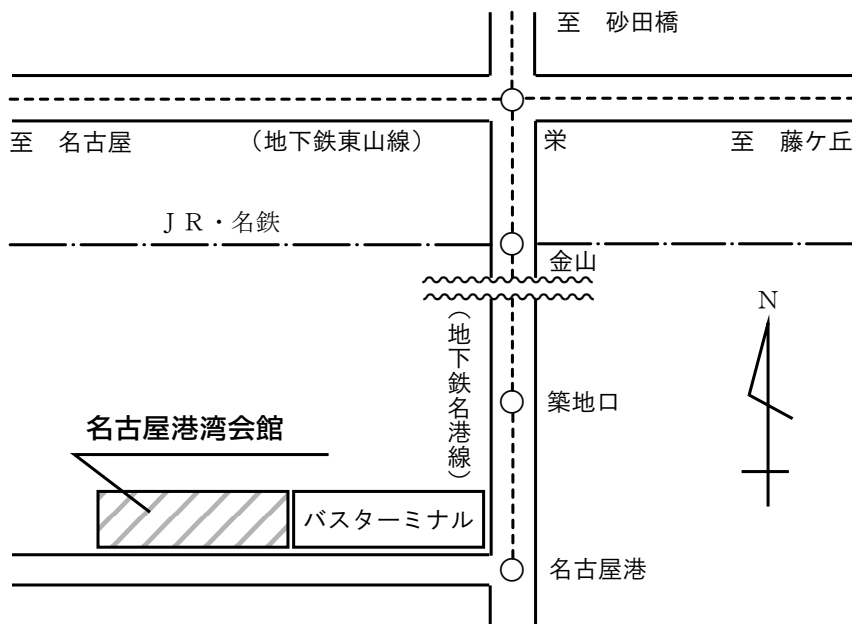 至　砂田橋
至　名古屋
（地下鉄東山線）
栄
至　藤ケ丘
ＪＲ・名鉄
金山
N
（地下鉄名港線）
築地口
名古屋港湾会館
バスターミナル
名古屋港